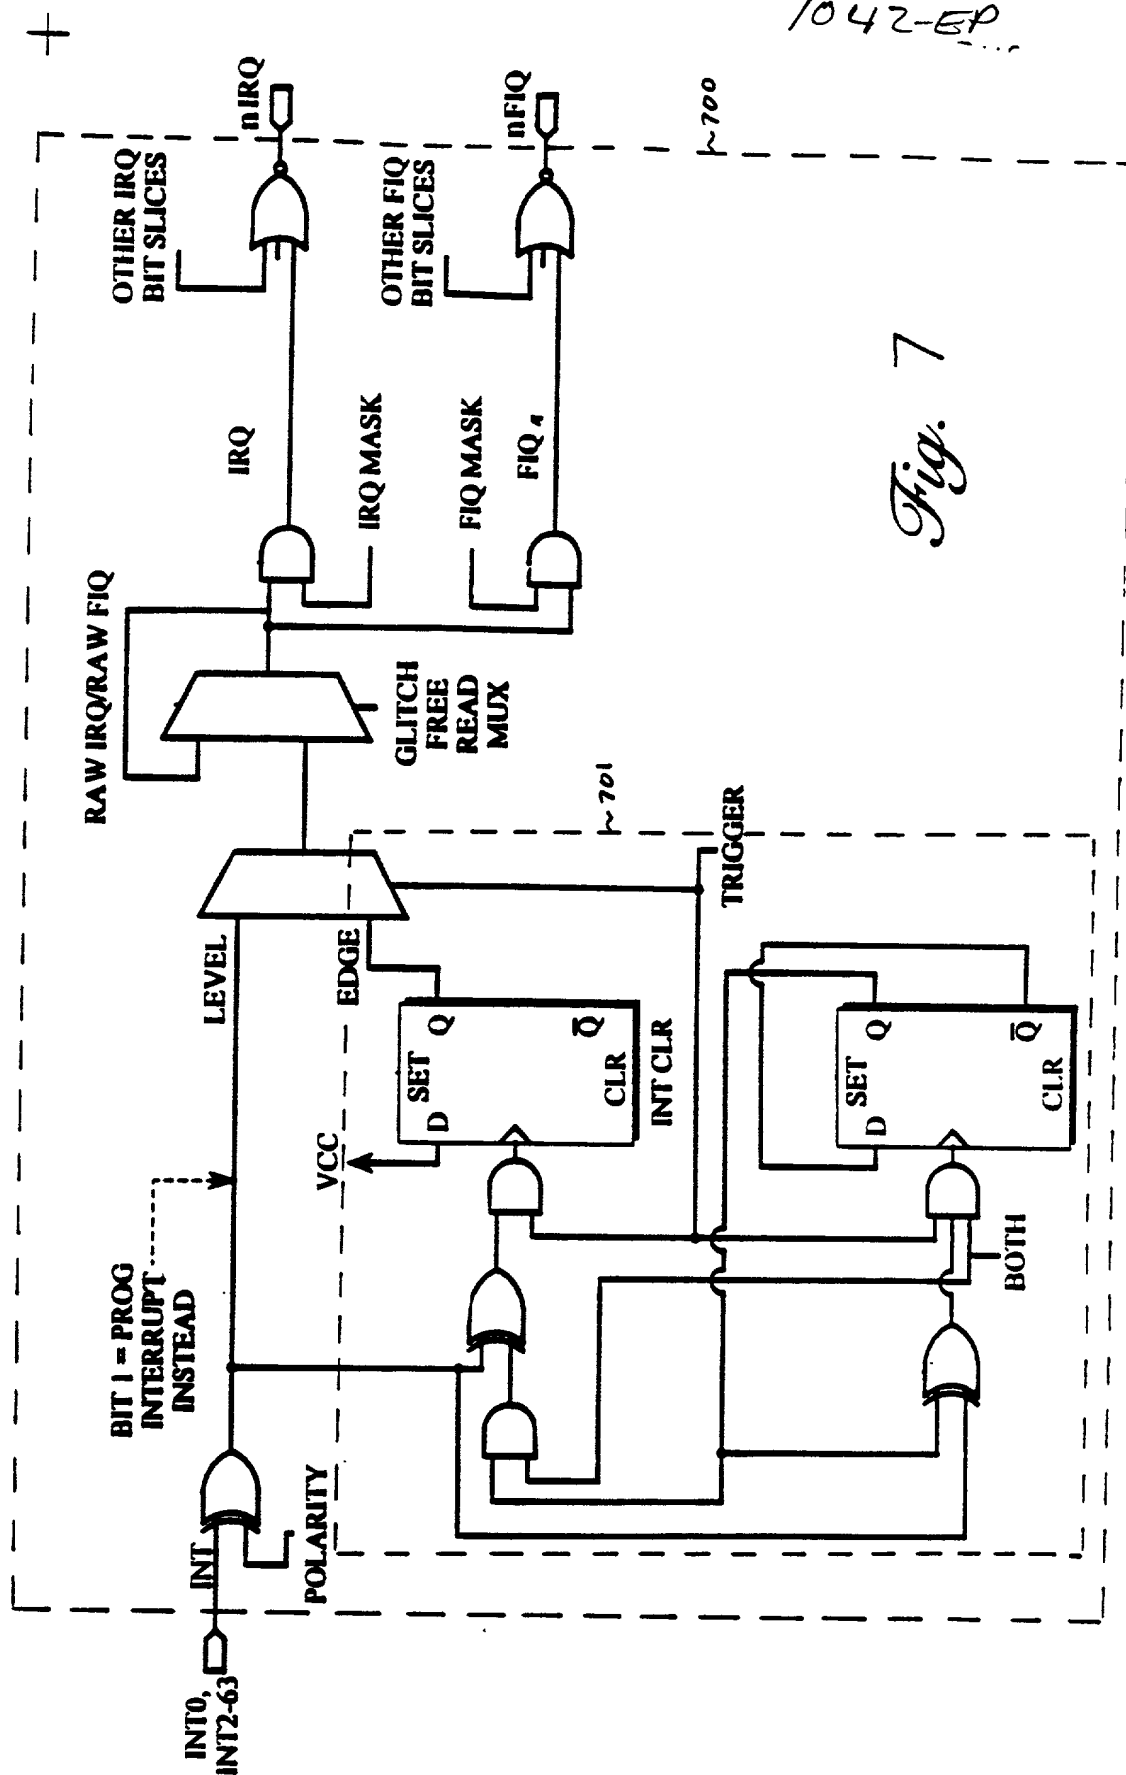 1042-EP
INT0,
INT2-63
INT
POLARITY
BIT 1 = PROG
INTERRUPT
INSTEAD
LEVEL
EDGE
VCC
D
SET
Q
CLR
Q̅
INT CLR
BOTH
D
SET
Q
CLR
Q̅
TRIGGER
~701
RAW IRQ/RAW FIQ
GLITCH
FREE
READ
MUX
IRQ
IRQ MASK
FIQ MASK
FIQ
OTHER IRQ
BIT SLICES
nIRQ
OTHER FIQ
BIT SLICES
nFIQ
~700
Fig. 7